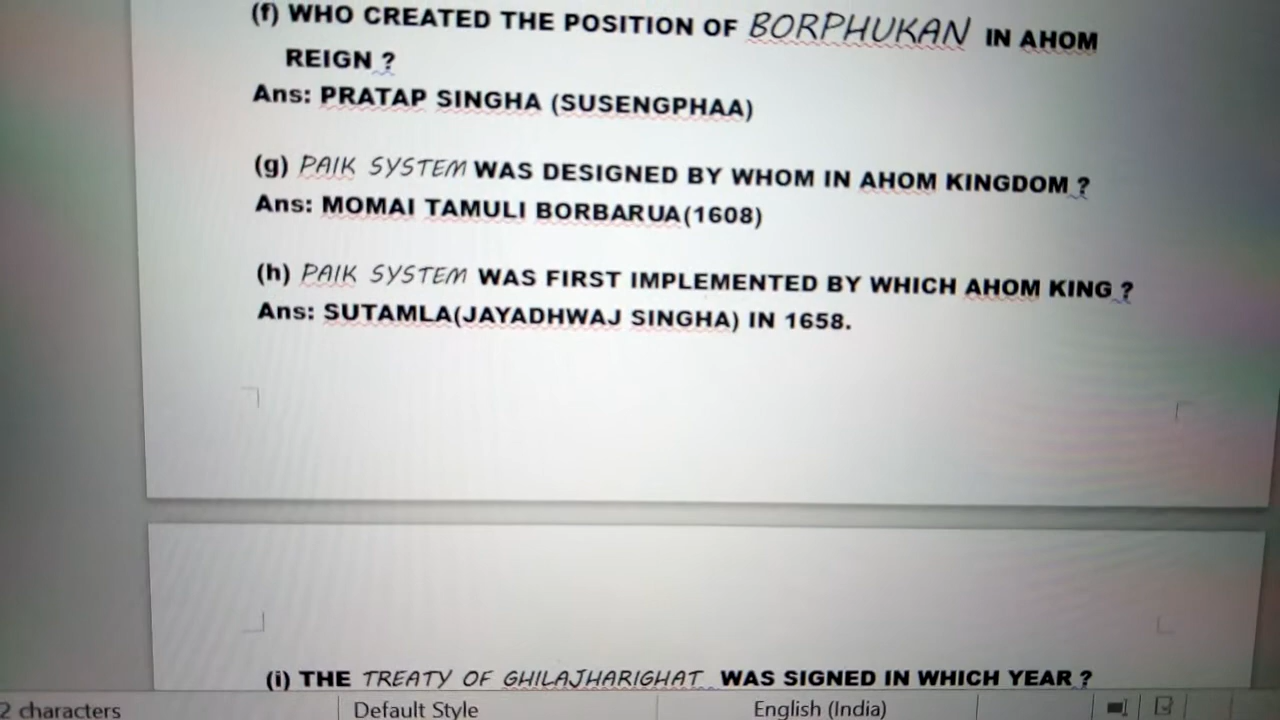 (f) WHO CREATED THE POSITION OF BORPHUKAN IN AHOM
REIGN ?
Ans: PRATAP SINGHA (SUSENGPHAA)
(g) PAIK SYSTEM WAS DESIGNED BY WHOM IN AHOM KINGDOM ?
Ans: MOMAI TAMULI BORBARUA(1608)
(h) PAIK SYSTEM WAS FIRST IMPLEMENTED BY WHICH AHOM KING ?
Ans: SUTAMLA(JAYADHWAJ SINGHA) IN 1658.
(i) THE TREATY OF GHILAJHARIGHAT WAS SIGNED IN WHICH YEAR ?
2 characters Default Style English (India)